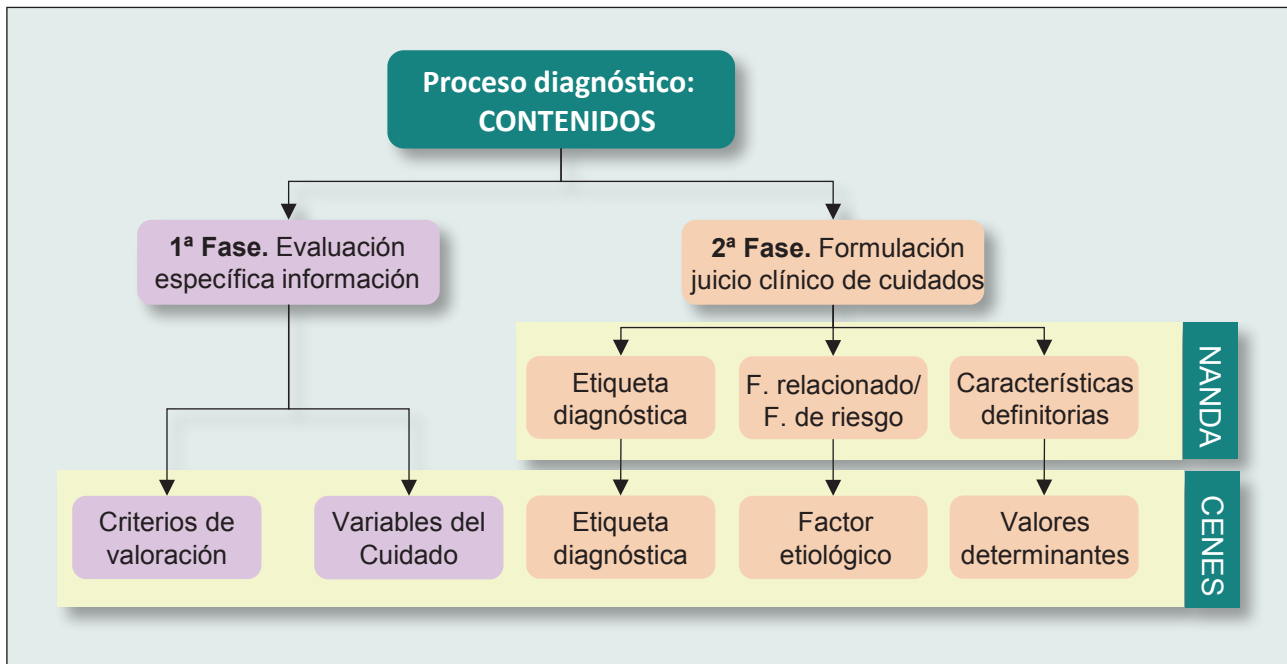 Proceso diagnóstico:
CONTENIDOS
1ª Fase. Evaluación
específica información
2ª Fase. Formulación
juicio clínico de cuidados
Etiqueta
diagnóstica
F. relacionado/
F. de riesgo
Características
definitorias
NANDA
Criterios de
valoración
Variables del
Cuidado
Etiqueta
diagnóstica
Factor
etiológico
Valores
determinantes
CENES